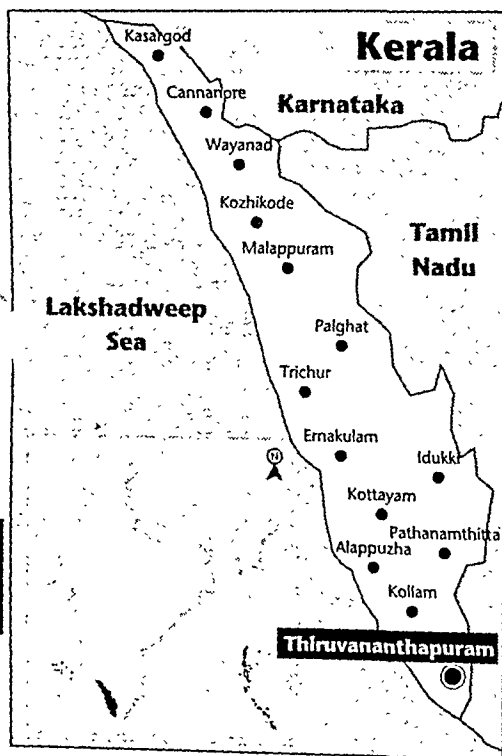 Kasargod
Kerala
Cannanpre
Karnataka
Wayanad
Kozhikode
Tamil
Nadu
Malappuram
Lakshadweep
Sea
Palghat
Trichur
Ernakulam
N
Idukki
Kottayam
Pathanamthitta
Alappuzha
Kollam
Thiruvananthapuram